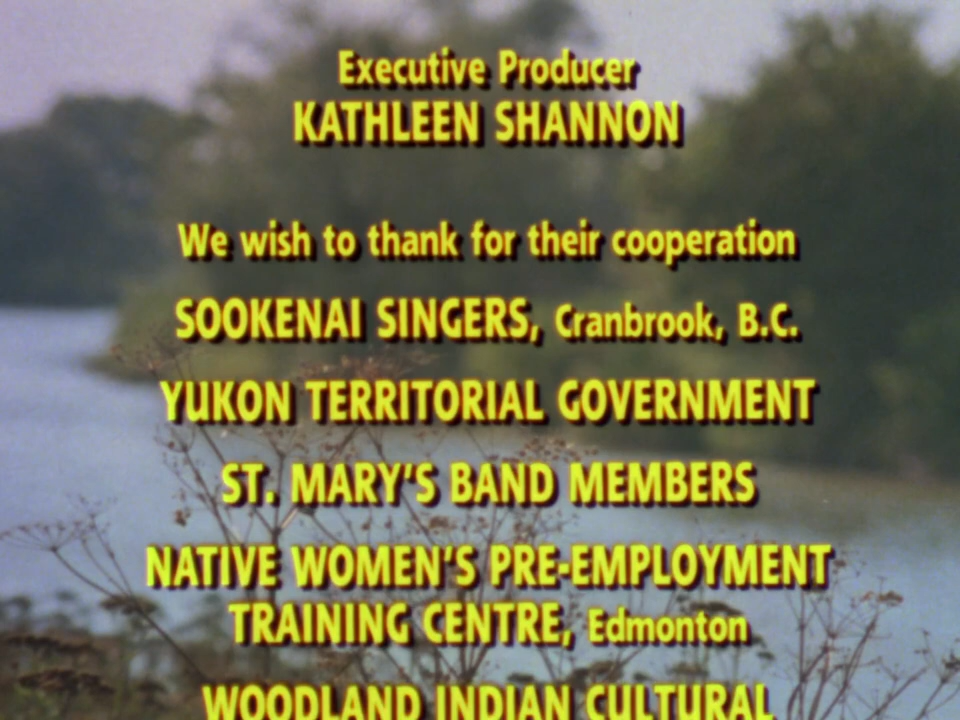 Executive Producer
KATHLEEN SHANNON
We wish to thank for their cooperation
SOOKENAI SINGERS, Cranbrook, B.C.
YUKON TERRITORIAL GOVERNMENT
ST. MARY'S BAND MEMBERS
NATIVE WOMEN'S PRE-EMPLOYMENT
TRAINING CENTRE, Edmonton
WOODLAND INDIAN CULTURAL